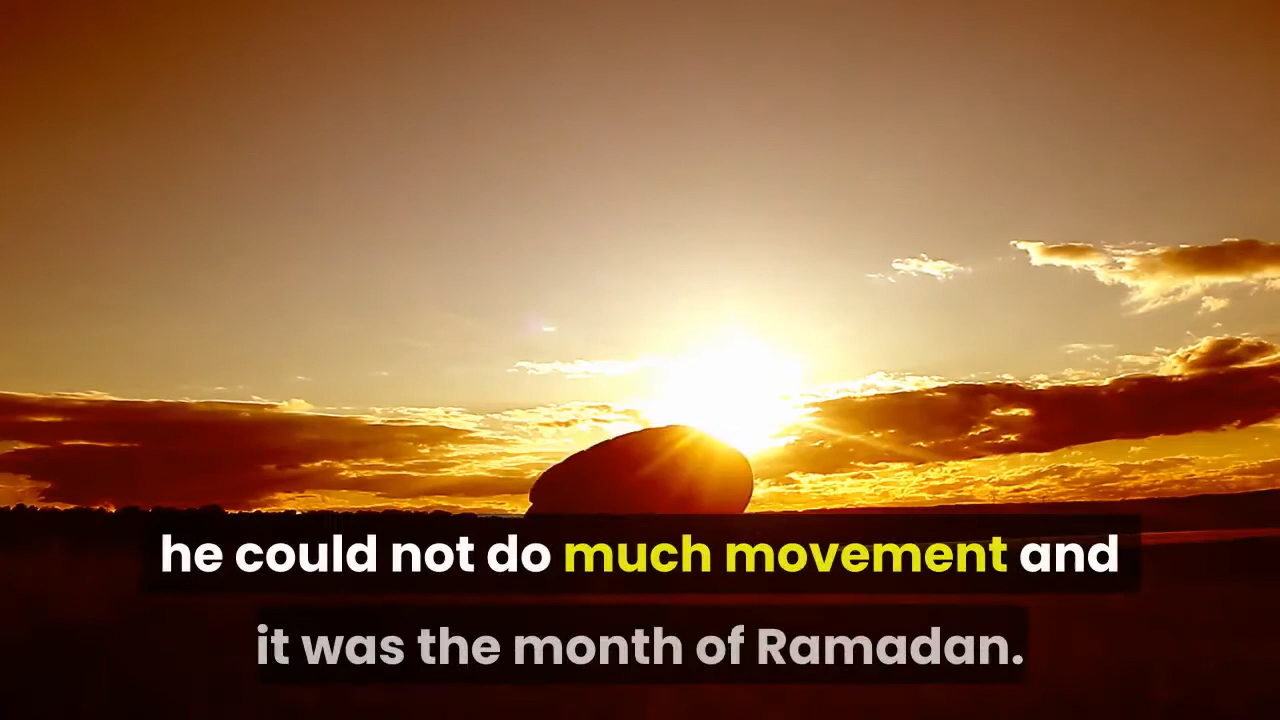 he could not do much movement and
it was the month of Ramadan.